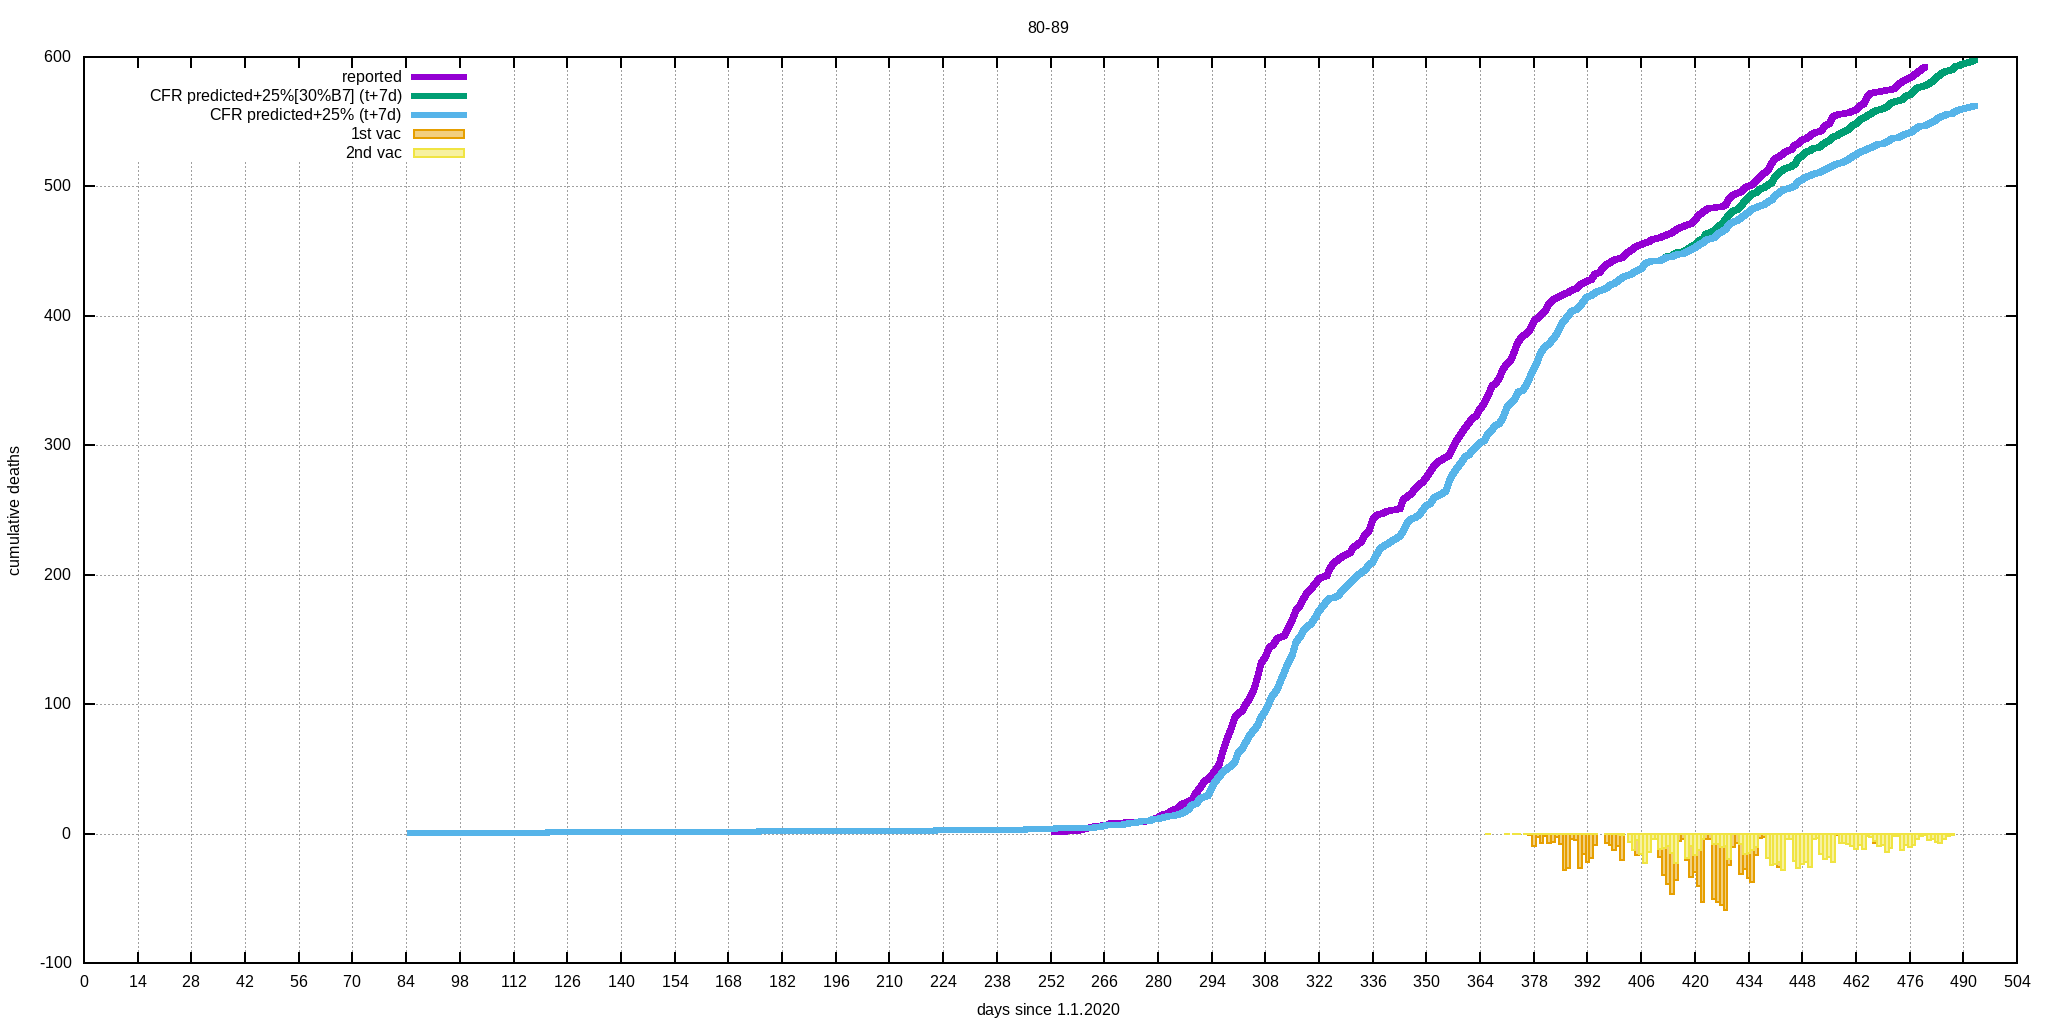 80-89
600
500
400
300
200
100
0
-100
cumulative deaths
reported
CFR predicted+25%[30%B7] (t+7d)
CFR predicted+25% (t+7d)
1st vac
2nd vac
0 14 28 42 56 70 84 98 112 126 140 154 168 182 196 210 224 238 252 266 280 294 308 322 336 350 364 378 392 406 420 434 448 462 476 490 504
days since 1.1.2020